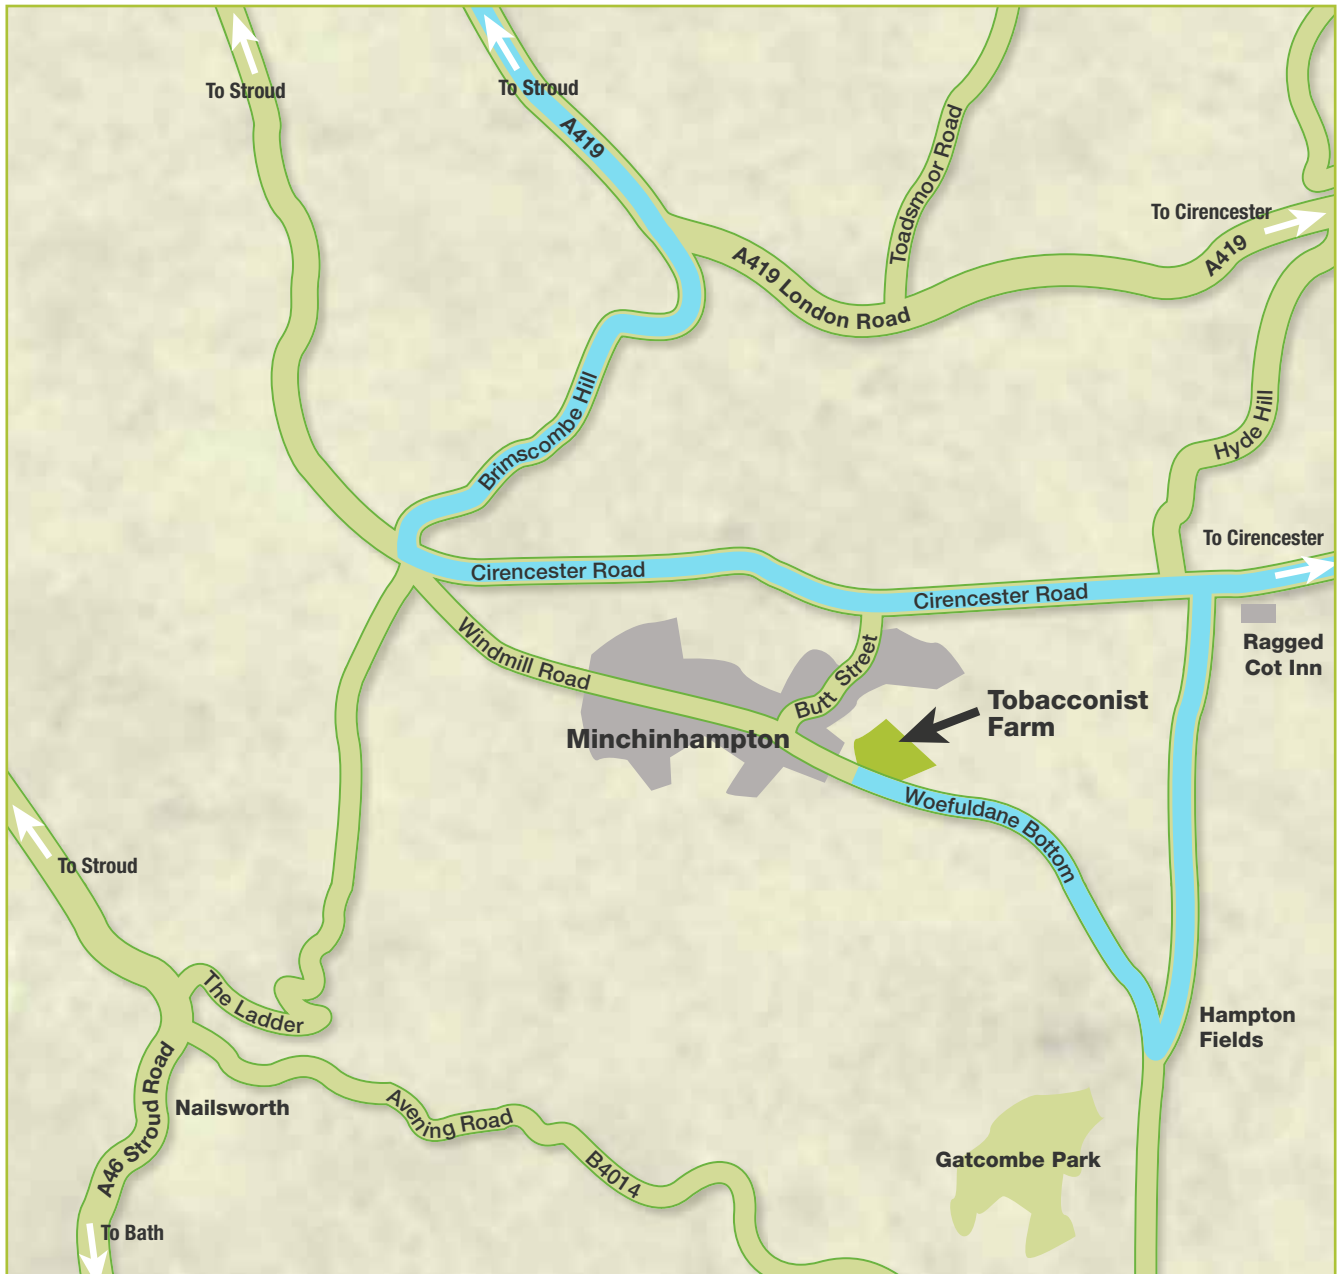 To Stroud
To Stroud
A419
Toadsmoor Road
To Cirencester
A419
A419 London Road
Brimscombe Hill
Hyde Hill
To Cirencester
Cirencester Road
Cirencester Road
Ragged
Cot Inn
Windmill Road
Butt Street
Tobacconist
Farm
Minchinhampton
Woefuldane Bottom
To Stroud
The Ladder
Hampton
Fields
A46 Stroud Road
Nailsworth
Avening Road
B4014
Gatcombe Park
To Bath